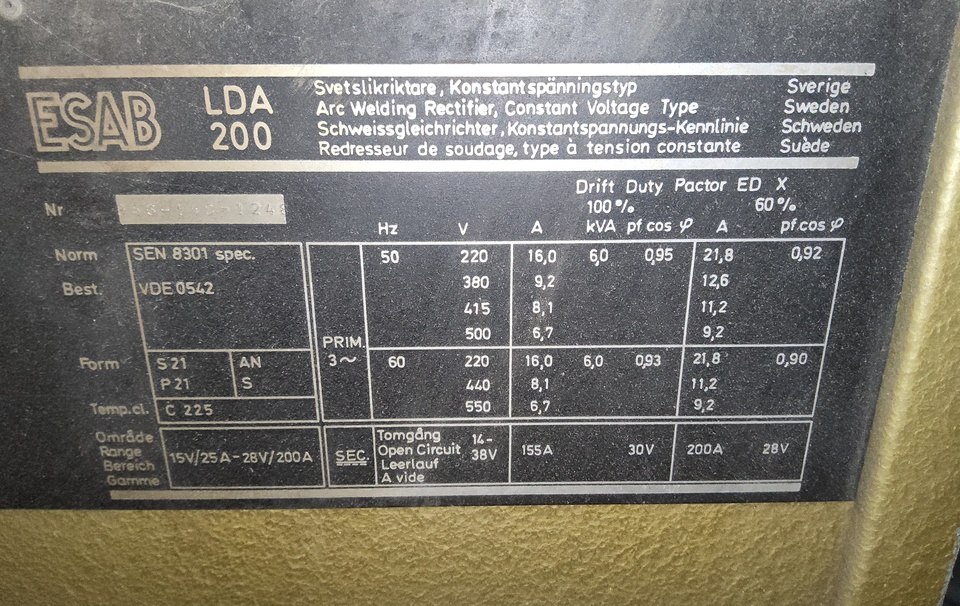 ESAB LDA 200
Svetslikriktare, Konstantspänningstyp Sverige
Arc Welding Rectifier, Constant Voltage Type Sweden
Schweissgleichrichter, Konstantspannungs-Kennlinie Schweden
Redresseur de soudage, type à tension constante Suède
Drift Duty Factor ED X
100% 60%
Nr
Hz V A kVA pf cos φ A pf.cos φ
Norm SEN 8301 spec. 50 220 16,0 6,0 0,95 21,8 0,92
380 9,2 12,6
Best. VDE 0542
415 8,1 11,2
500 6,7 9,2
PRIM.
3~
Form S 21 AN 60 220 16,0 6,0 0,93 21,8 0,90
P 21 S 440 8,1 11,2
Temp.cl. C 225 550 6,7 9,2
Område Tomgång 14-
Range 15V/25A-28V/200A SEC. Open Circuit 38V 155A 30V 200A 28V
Bereich Leerlauf
Gamme A vide